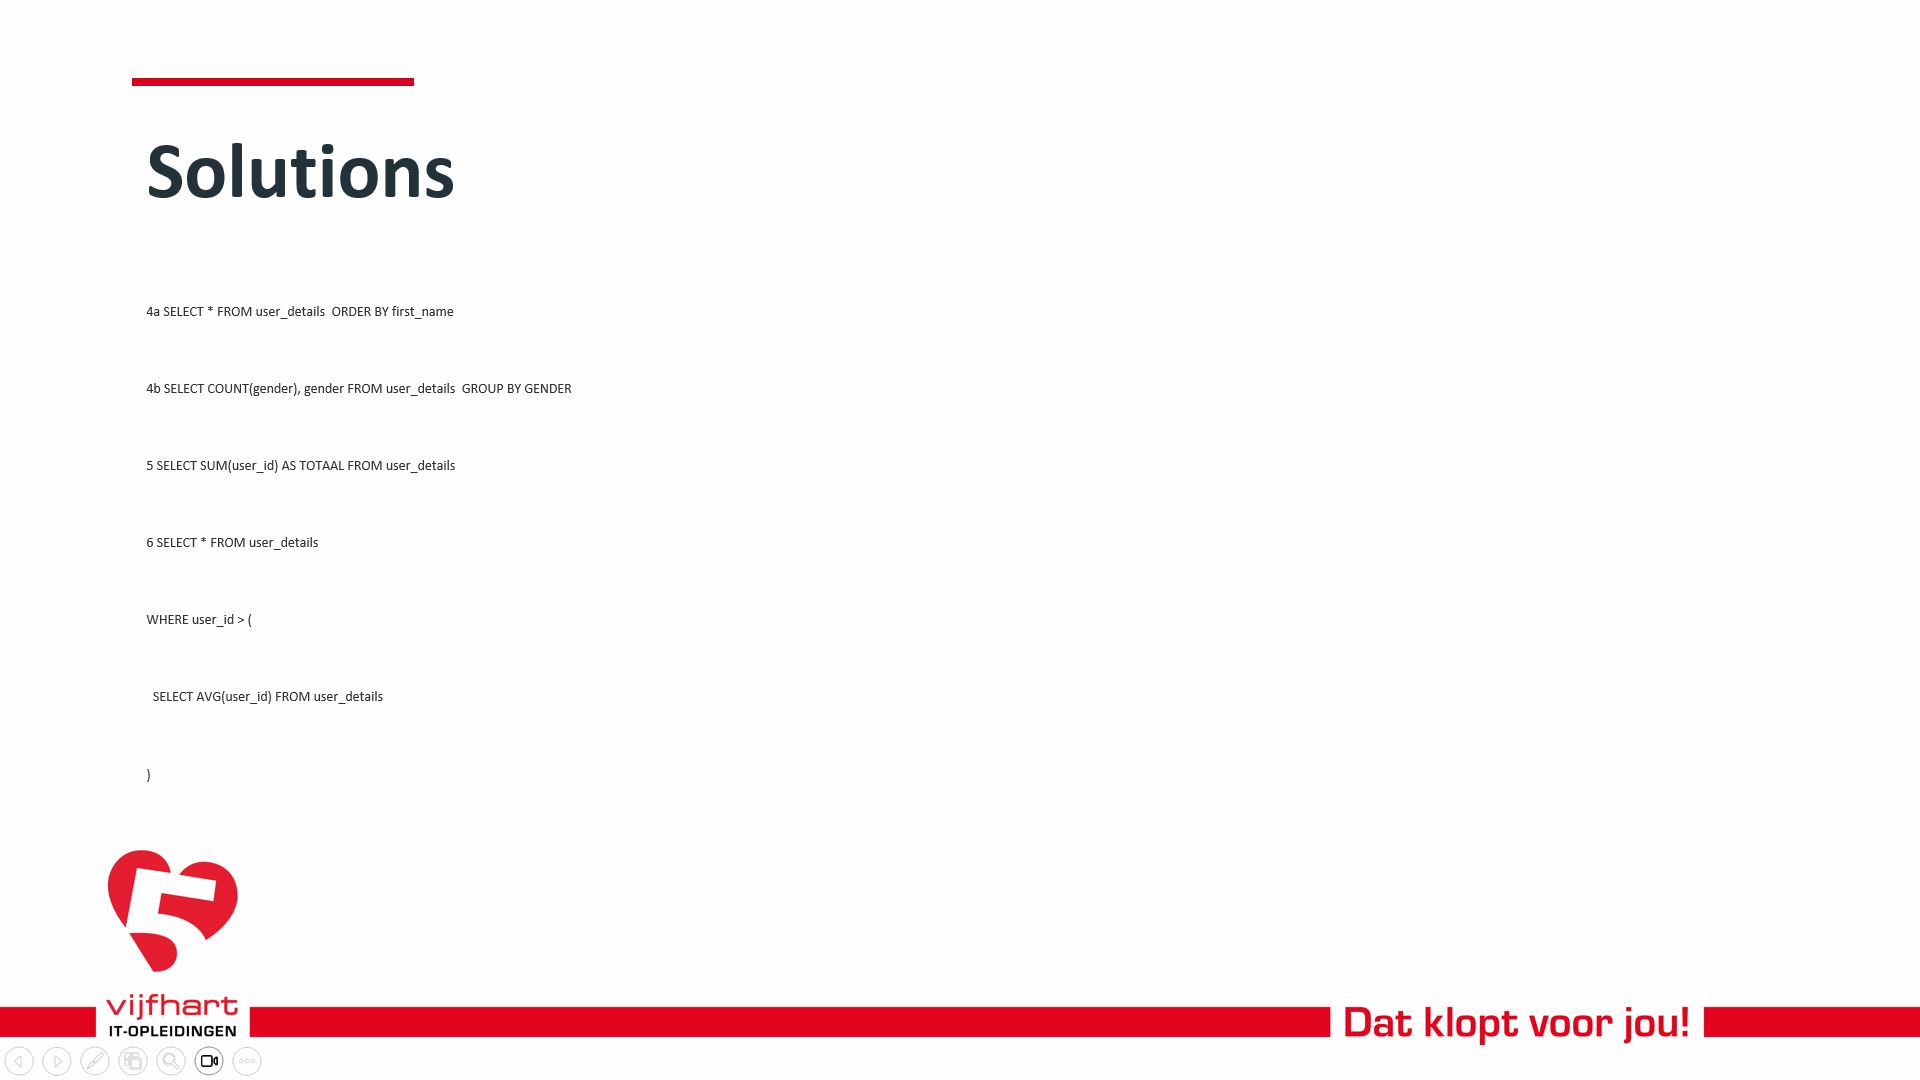 Solutions
4a SELECT * FROM user_details  ORDER BY first_name
4b SELECT COUNT(gender), gender FROM user_details  GROUP BY GENDER
5 SELECT SUM(user_id) AS TOTAAL FROM user_details
6 SELECT * FROM user_details
WHERE user_id > (
  SELECT AVG(user_id) FROM user_details
)
5
vijfhart
IT-OPLEIDINGEN
Dat klopt voor jou!